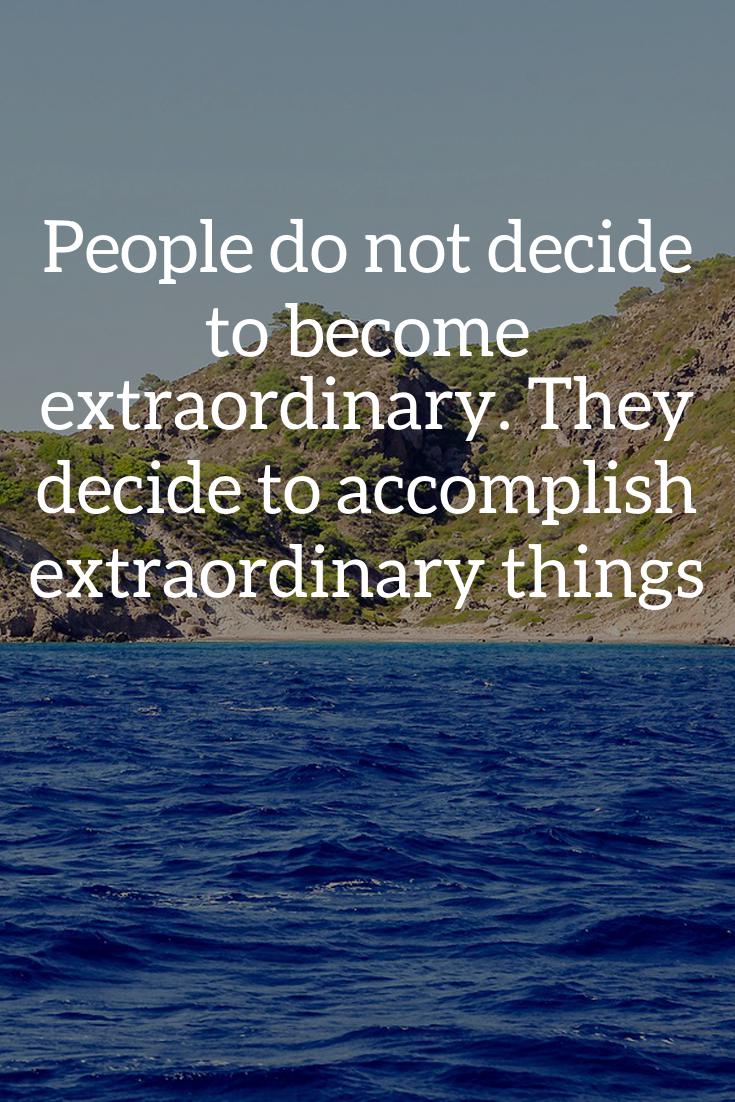 People do not decide
to become
extraordinary. They
decide to accomplish
extraordinary things